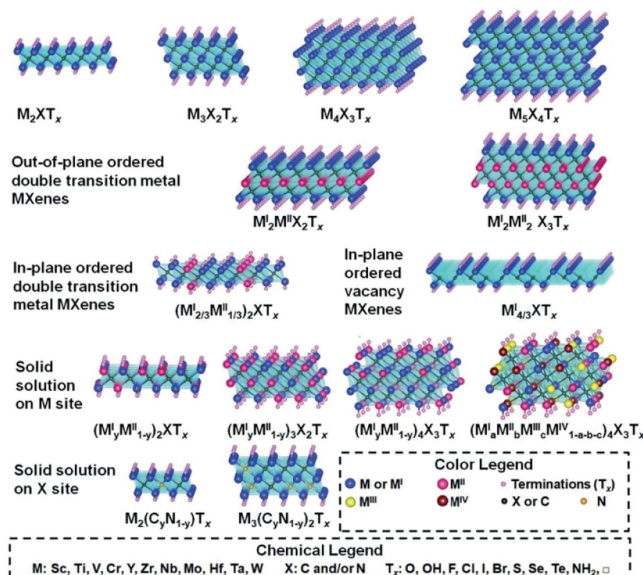 M₂XTₓ M₃X₂Tₓ M₄X₃Tₓ M₅X₄Tₓ
Out-of-plane ordered
double transition metal
MXenes
Mᴵ₂MᴵᴵX₂Tₓ Mᴵ₂Mᴵᴵ₂ X₃Tₓ
In-plane ordered
double transition
metal MXenes
(Mᴵ₂/₃Mᴵᴵ₁/₃)₂XTₓ
In-plane
ordered
vacancy
MXenes
Mᴵ₄/₃XTₓ
Solid
solution
on M site
(MᴵyMᴵᴵ₁₋y)₂XTₓ (MᴵyMᴵᴵ₁₋y)₃X₂Tₓ (MᴵyMᴵᴵ₁₋y)₄X₃Tₓ (MᴵₐMᴵᴵbMᴵᴵᴵcMᴵⱽ₁₋ₐ₋b₋c)₄X₃Tₓ
Solid solution
on X site
M₂(CyN₁₋y)Tₓ M₃(CyN₁₋y)₂Tₓ
Color Legend
M or Mᴵ Mᴵᴵ Terminations (Tₓ)
Mᴵᴵᴵ Mᴵⱽ X or C N
Chemical Legend
M: Sc, Ti, V, Cr, Y, Zr, Nb, Mo, Hf, Ta, W X: C and/or N Tₓ: O, OH, F, Cl, I, Br, S, Se, Te, NH₂, □